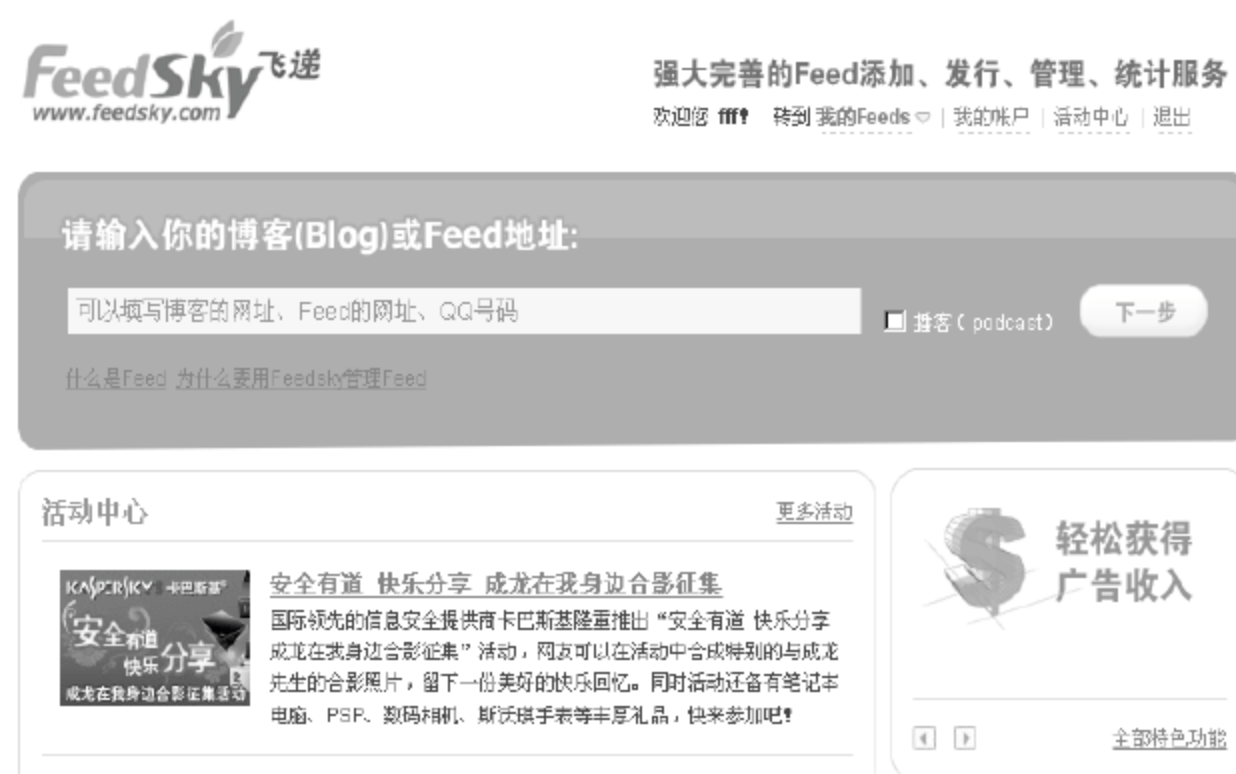 FeedSky飞递
www.feedsky.com
强大完善的Feed添加、发行、管理、统计服务
欢迎您 fff! 转到 我的Feeds | 我的帐户 | 活动中心 | 退出
请输入你的博客(Blog)或Feed地址:
可以填写博客的网址、Feed的网址、QQ号码
播客( podcast)
下一步
什么是Feed 为什么要用Feedsky管理Feed
活动中心
更多活动
KASPERSKY 卡巴斯基
安全有道
快乐分享
成龙在我身边合影征集活动
安全有道 快乐分享 成龙在我身边合影征集
国际领先的信息安全提供商卡巴斯基隆重推出“安全有道 快乐分享
成龙在我身边合影征集”活动，网友可以在活动中合成特别的与成龙
先生的合影照片，留下一份美好的快乐回忆。同时活动还备有笔记本
电脑、PSP、数码相机、斯沃琪手表等丰厚礼品，快来参加吧!
轻松获得
广告收入
全部特色功能